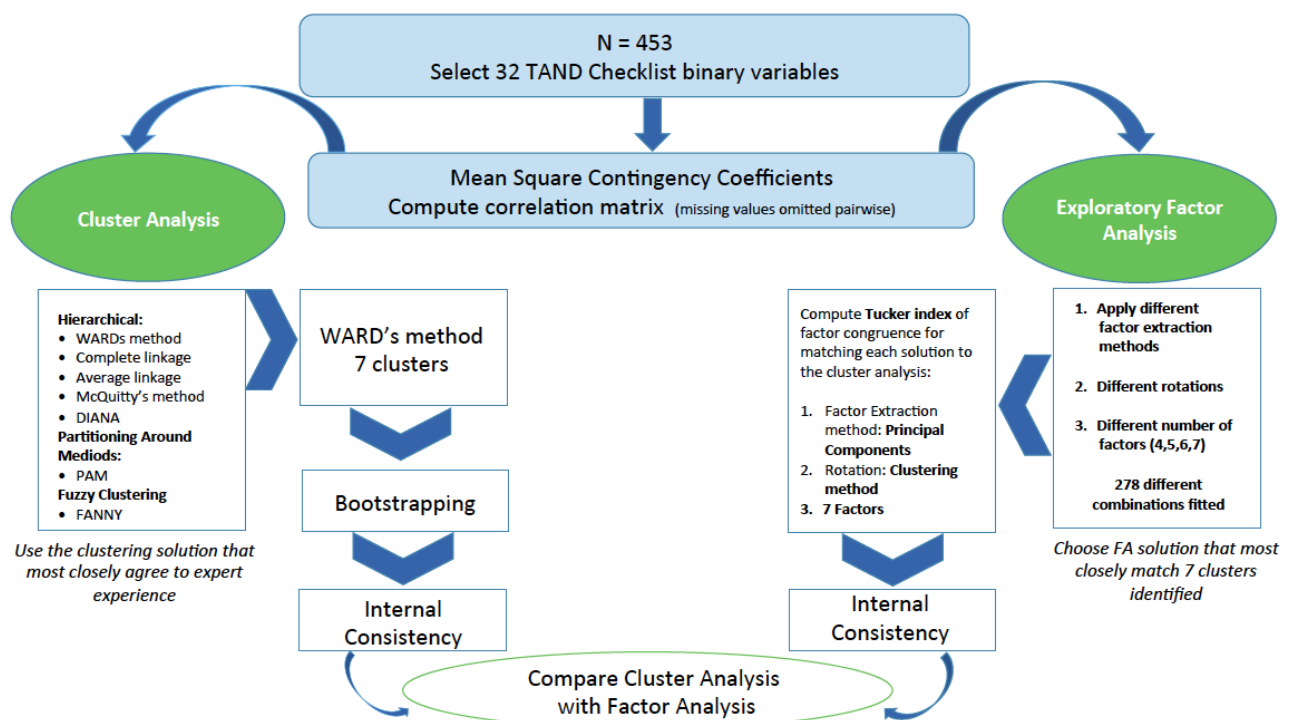 N = 453
Select 32 TAND Checklist binary variables
Mean Square Contingency Coefficients
Compute correlation matrix (missing values omitted pairwise)
Cluster Analysis
Exploratory Factor
Analysis
Hierarchical:
• WARDs method
• Complete linkage
• Average linkage
• McQuitty's method
• DIANA
Partitioning Around
Mediods:
• PAM
Fuzzy Clustering
• FANNY
Use the clustering solution that
most closely agree to expert
experience
WARD's method
7 clusters
Bootstrapping
Internal
Consistency
Compute Tucker index of
factor congruence for
matching each solution to
the cluster analysis:
1. Factor Extraction
method: Principal
Components
2. Rotation: Clustering
method
3. 7 Factors
Internal
Consistency
1. Apply different
factor extraction
methods
2. Different rotations
3. Different number of
factors (4,5,6,7)
278 different
combinations fitted
Choose FA solution that most
closely match 7 clusters
identified
Compare Cluster Analysis
with Factor Analysis